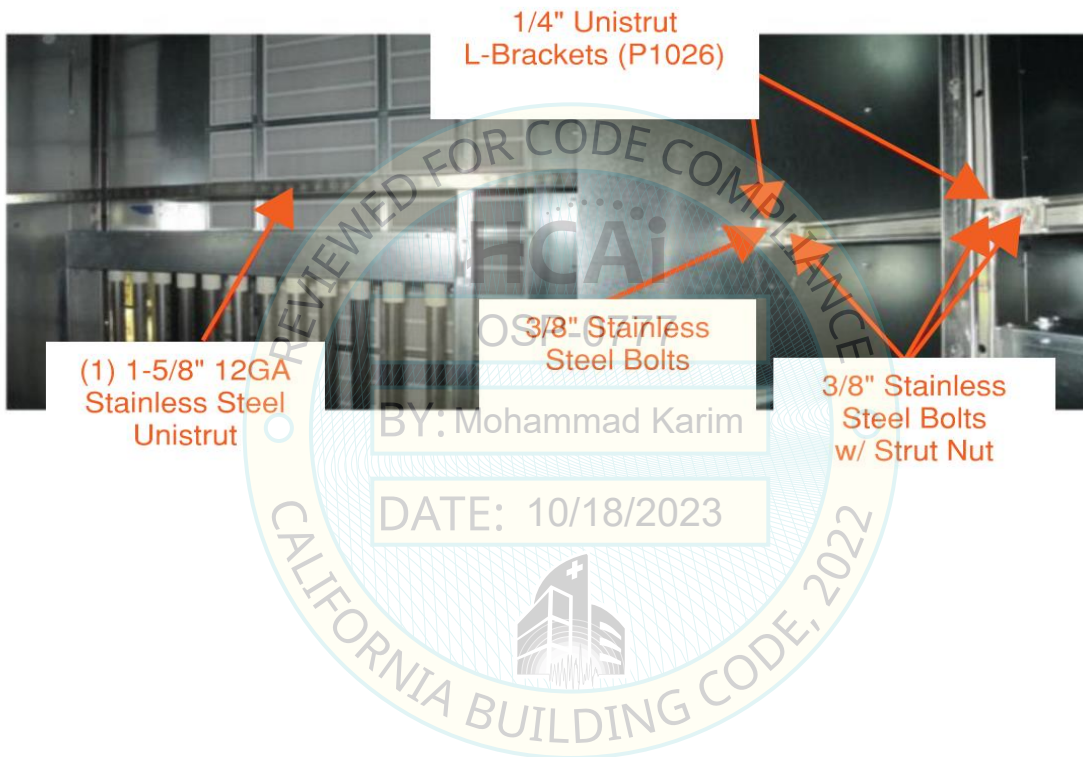 1/4" Unistrut
L-Brackets (P1026)
REVIEWED FOR CODE COMPLIANCE
HCAi
OSP-0777
3/8" Stainless
Steel Bolts
(1) 1-5/8" 12GA
Stainless Steel
Unistrut
3/8" Stainless
Steel Bolts
w/ Strut Nut
BY: Mohammad Karim
DATE: 10/18/2023
CALIFORNIA BUILDING CODE, 2022